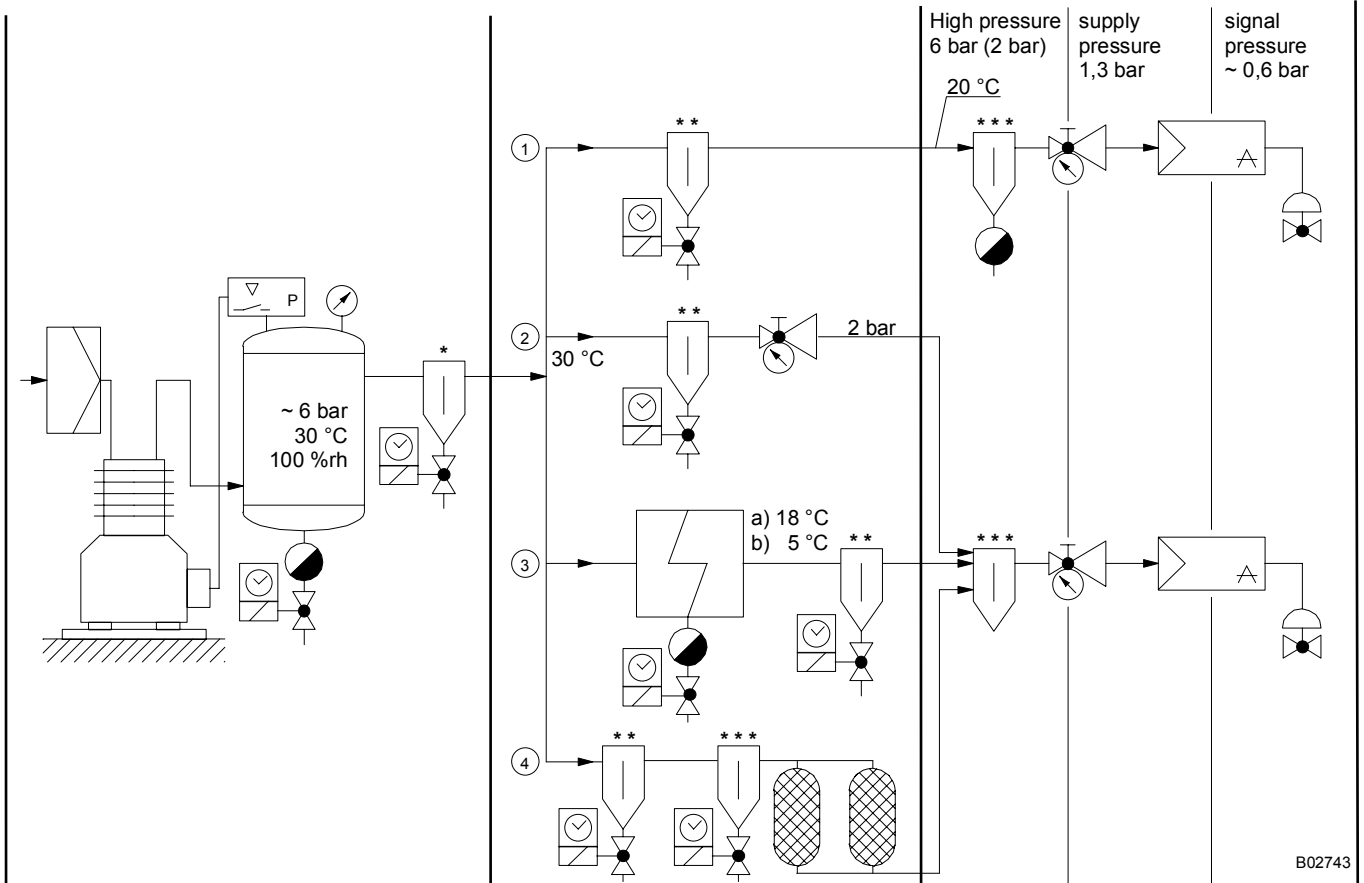 High pressure
6 bar (2 bar)
supply
pressure
1,3 bar
signal
pressure
~ 0,6 bar
20 °C
* *
* * *
1
A
P
* *
2
2 bar
30 °C
*
~ 6 bar
30 °C
100 %rh
a) 18 °C
b) 5 °C
* *
* * *
3
A
* *
* * *
4
B02743